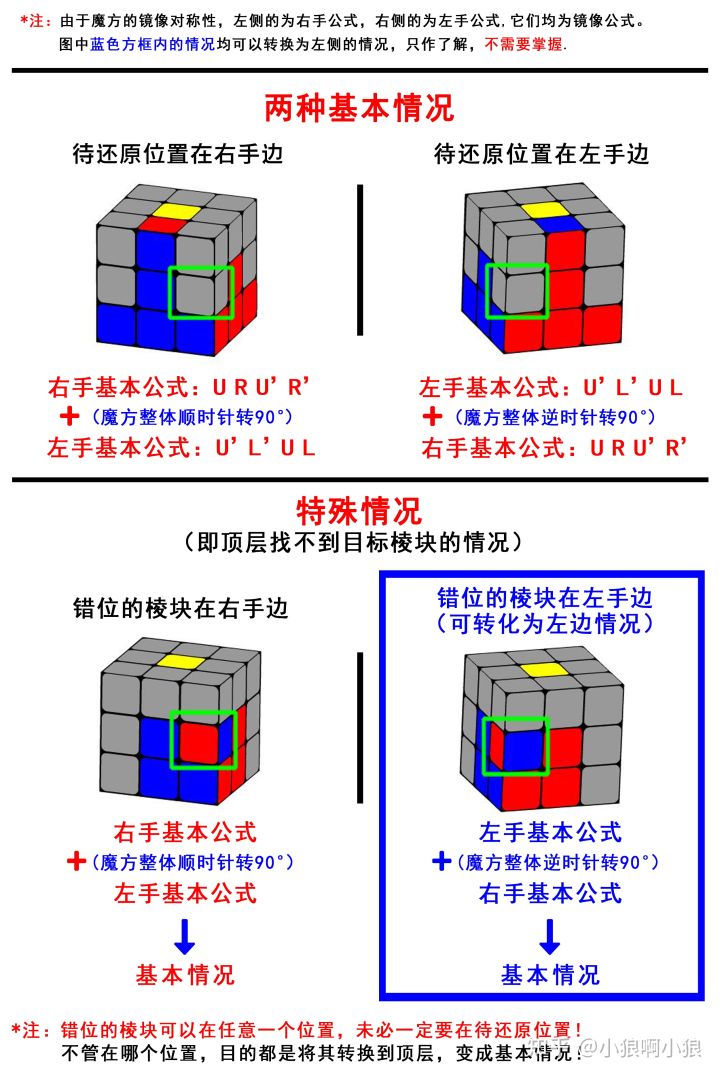 *注: 由于魔方的镜像对称性，左侧的为右手公式，右侧的为左手公式,它们均为镜像公式。
图中蓝色方框内的情况均可以转换为左侧的情况，只作了解，不需要掌握.
两种基本情况
待还原位置在右手边
待还原位置在左手边
右手基本公式：U R U' R'
+（魔方整体顺时针转90°）
左手基本公式：U' L' U L
左手基本公式：U' L' U L
+（魔方整体逆时针转90°）
右手基本公式：U R U' R'
特殊情况
（即顶层找不到目标棱块的情况）
错位的棱块在右手边
错位的棱块在左手边
（可转化为左边情况）
右手基本公式
+（魔方整体顺时针转90°）
左手基本公式
基本情况
左手基本公式
+（魔方整体逆时针转90°）
右手基本公式
基本情况
*注: 错位的棱块可以在任意一个位置，未必一定要在待还原位置！
不管在哪个位置，目的都是将其转换到顶层，变成基本情况！
知乎 @小狼啊小狼